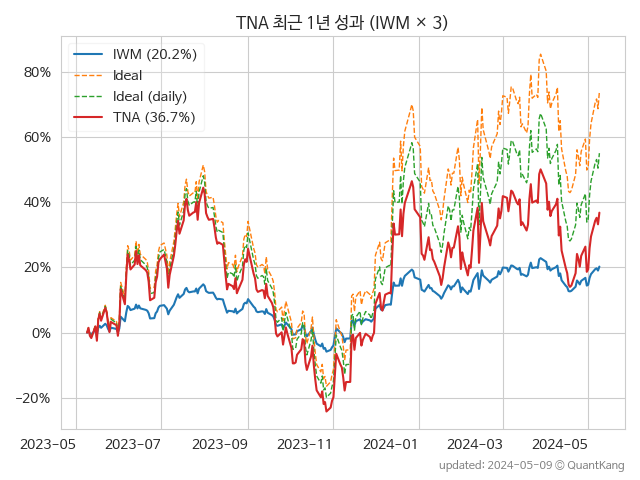 TNA 최근 1년 성과 (IWM × 3)
IWM (20.2%)
Ideal
Ideal (daily)
TNA (36.7%)
80%
60%
40%
20%
0%
−20%
2023-05
2023-07
2023-09
2023-11
2024-01
2024-03
2024-05
updated: 2024-05-09 © QuantKang